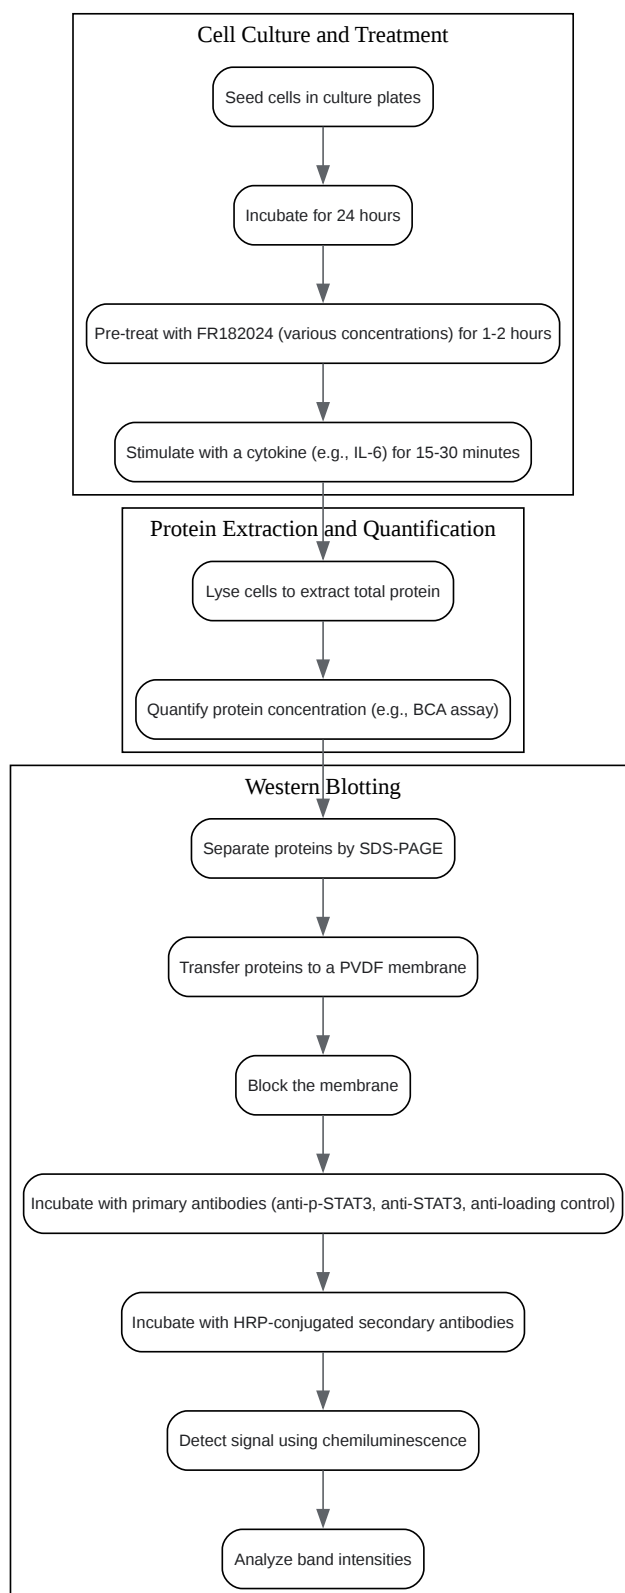 Cell Culture and Treatment
Seed cells in culture plates
Incubate for 24 hours
Pre-treat with FR182024 (various concentrations) for 1-2 hours
Stimulate with a cytokine (e.g., IL-6) for 15-30 minutes
Protein Extraction and Quantification
Lyse cells to extract total protein
Quantify protein concentration (e.g., BCA assay)
Western Blotting
Separate proteins by SDS-PAGE
Transfer proteins to a PVDF membrane
Block the membrane
Incubate with primary antibodies (anti-p-STAT3, anti-STAT3, anti-loading control)
Incubate with HRP-conjugated secondary antibodies
Detect signal using chemiluminescence
Analyze band intensities